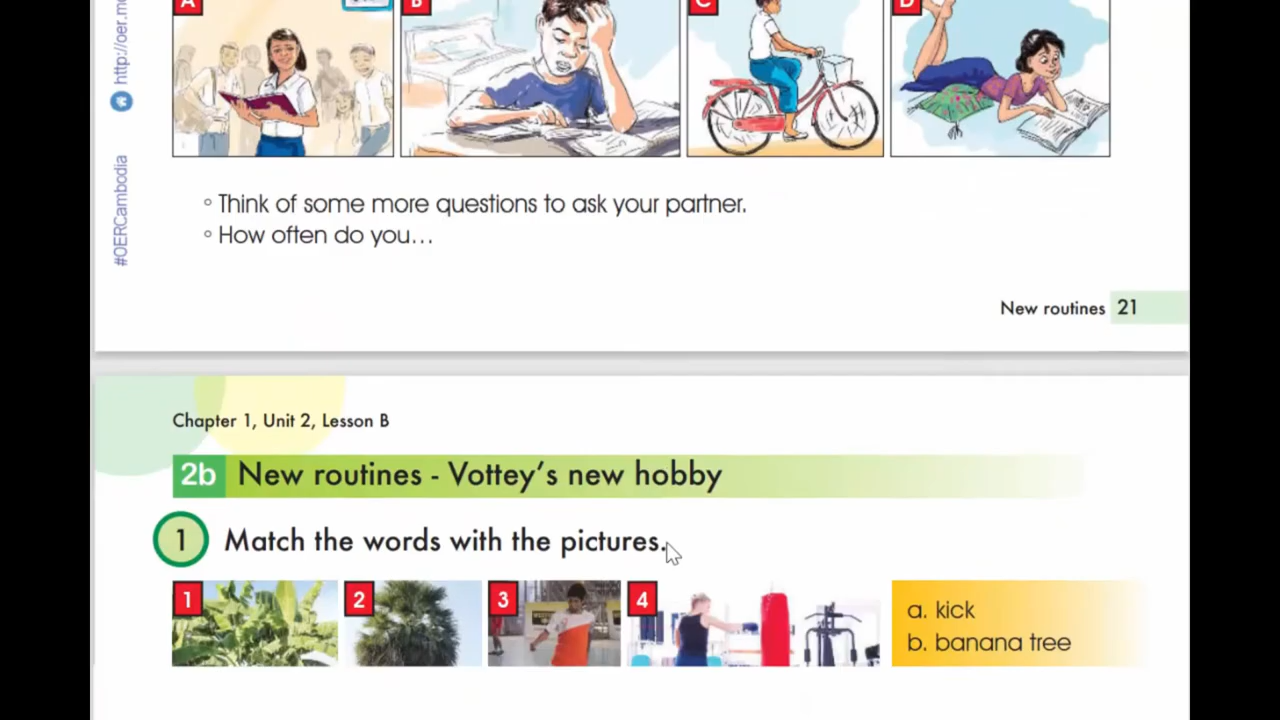 A
B
C
D
http://oer.mo
#OERCambodia
◦ Think of some more questions to ask your partner.
◦ How often do you...
New routines 21
Chapter 1, Unit 2, Lesson B
2b New routines - Vottey's new hobby
1 Match the words with the pictures.
1
2
3
4
a. kick
b. banana tree